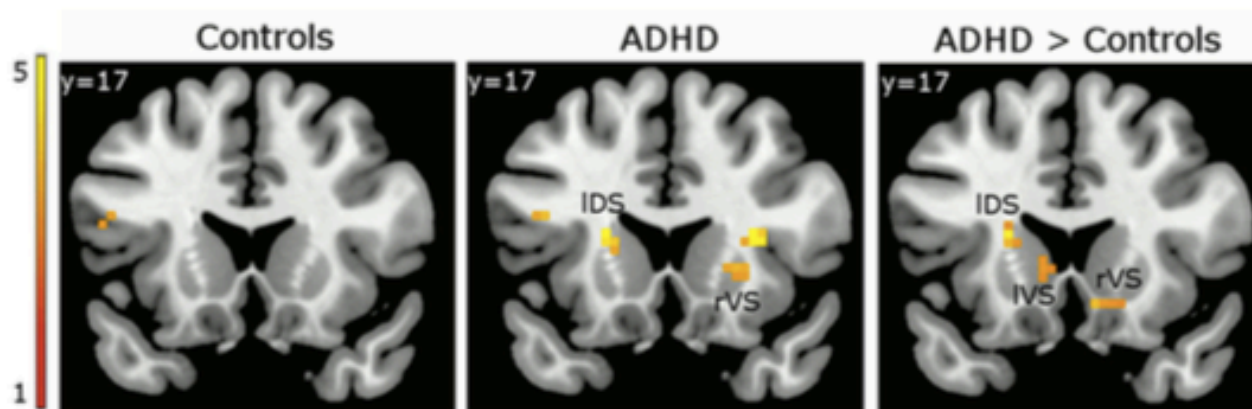 Controls
ADHD
ADHD > Controls
5
1
y=17
y=17
lDS
rVS
y=17
lDS
lVS
rVS